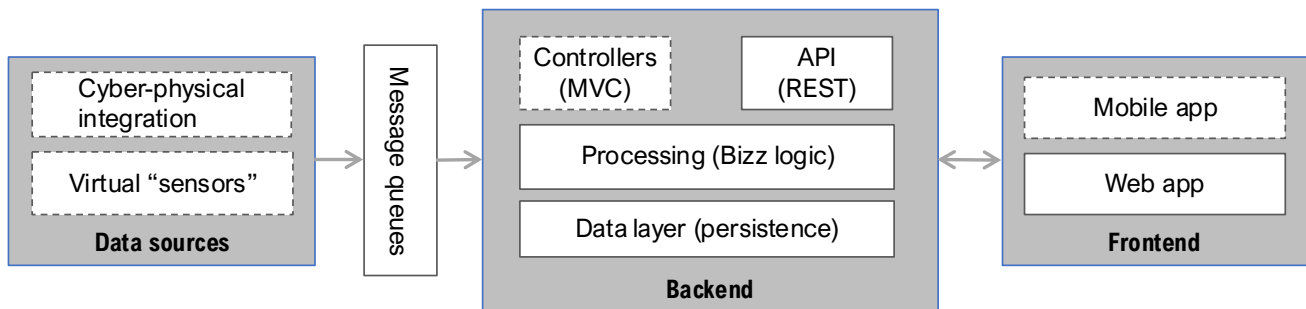 Cyber-physical
integration
Virtual “sensors”
Data sources
Message queues
Controllers
(MVC)
API
(REST)
Processing (Bizz logic)
Data layer (persistence)
Backend
Mobile app
Web app
Frontend